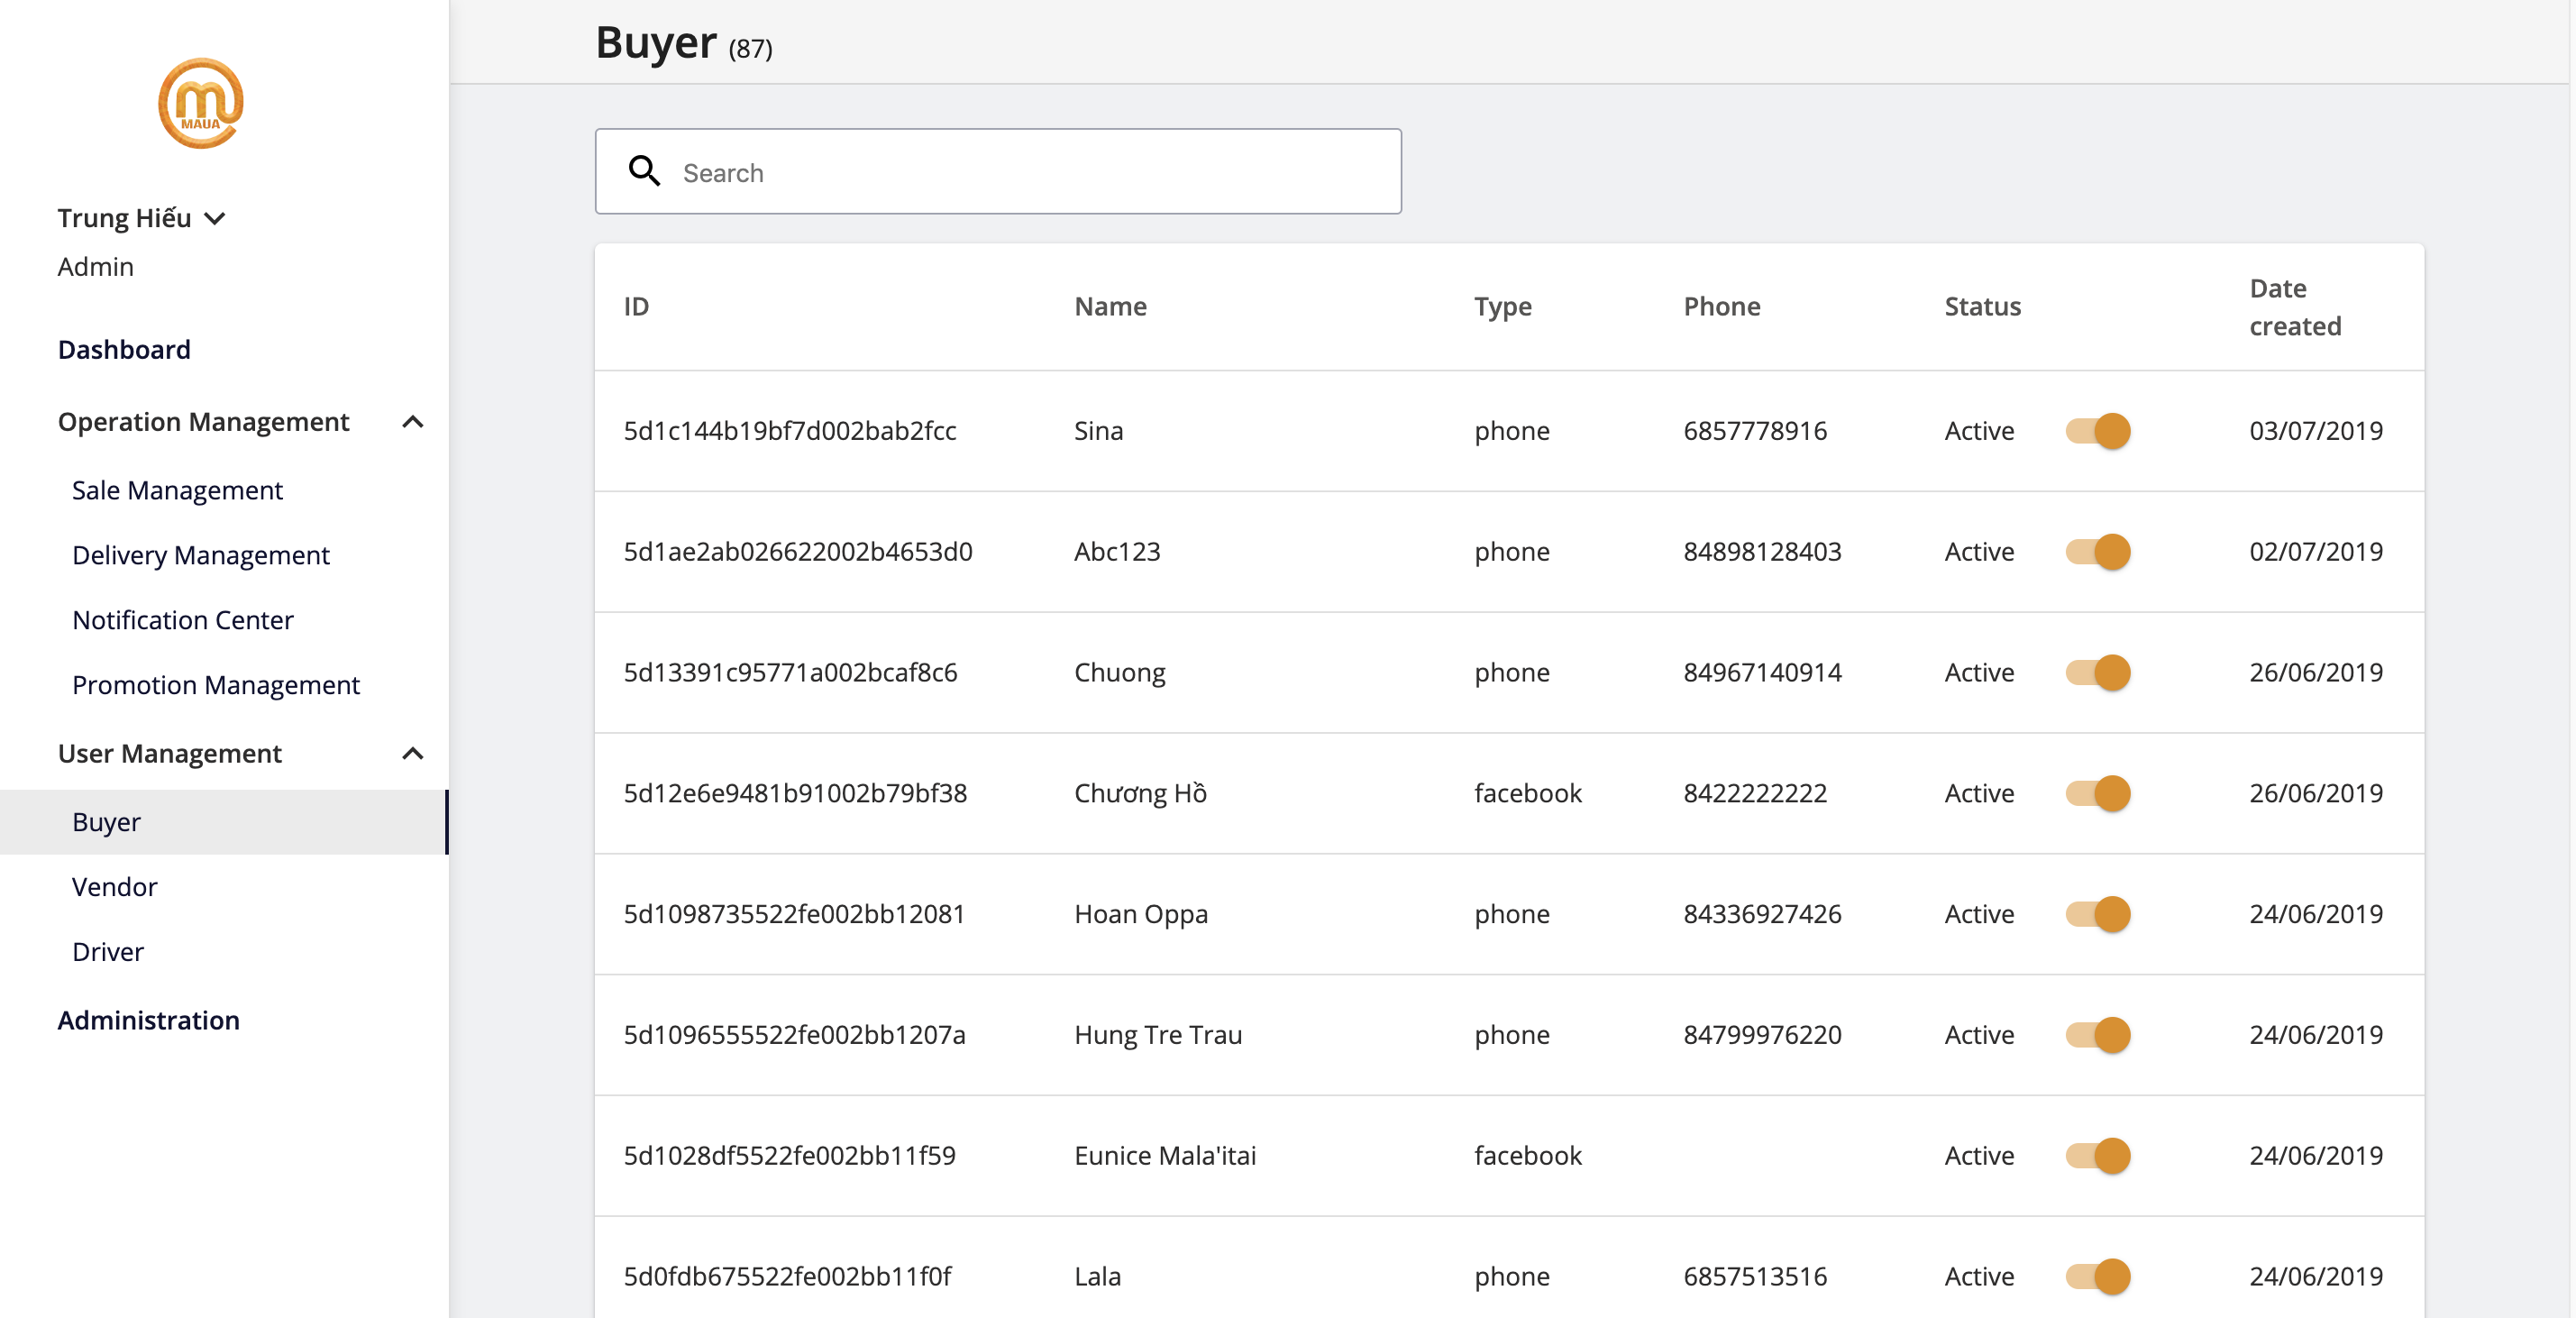 MAUA
Trung Hiếu
Admin
Dashboard
Operation Management
Sale Management
Delivery Management
Notification Center
Promotion Management
User Management
Buyer
Vendor
Driver
Administration
Buyer (87)
Search
ID Name Type Phone Status Date created
5d1c144b19bf7d002bab2fcc Sina phone 6857778916 Active 03/07/2019
5d1ae2ab026622002b4653d0 Abc123 phone 84898128403 Active 02/07/2019
5d13391c95771a002bcaf8c6 Chuong phone 84967140914 Active 26/06/2019
5d12e6e9481b91002b79bf38 Chương Hồ facebook 8422222222 Active 26/06/2019
5d1098735522fe002bb12081 Hoan Oppa phone 84336927426 Active 24/06/2019
5d1096555522fe002bb1207a Hung Tre Trau phone 84799976220 Active 24/06/2019
5d1028df5522fe002bb11f59 Eunice Mala'itai facebook Active 24/06/2019
5d0fdb675522fe002bb11f0f Lala phone 6857513516 Active 24/06/2019